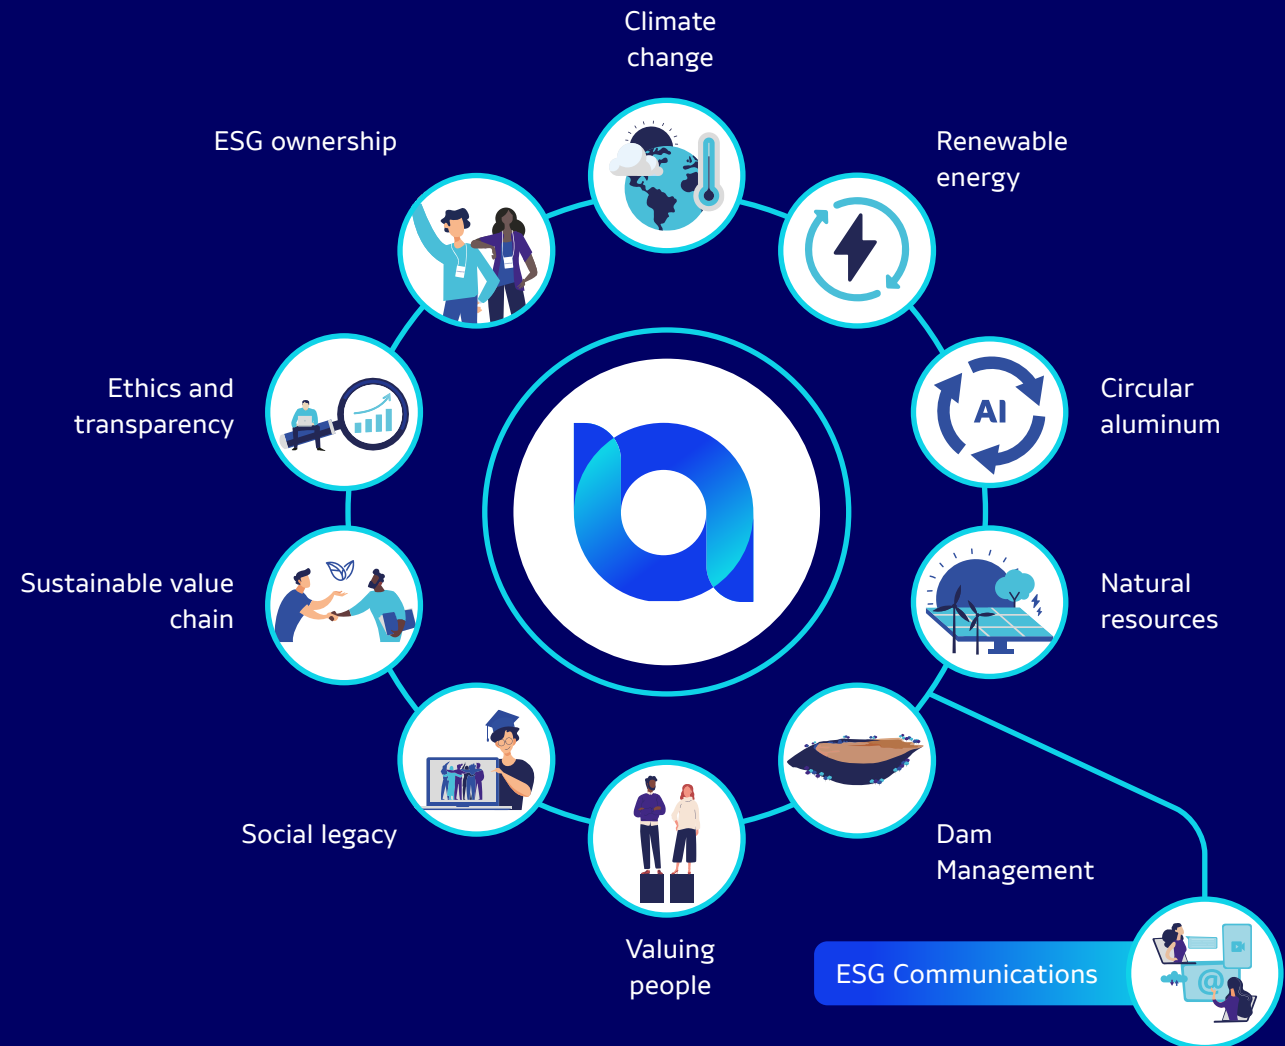 Climate
change
ESG ownership
Renewable
energy
Ethics and
transparency
Circular
aluminum
AI
Sustainable value
chain
Natural
resources
Social legacy
Dam
Management
Valuing
people
ESG Communications
@